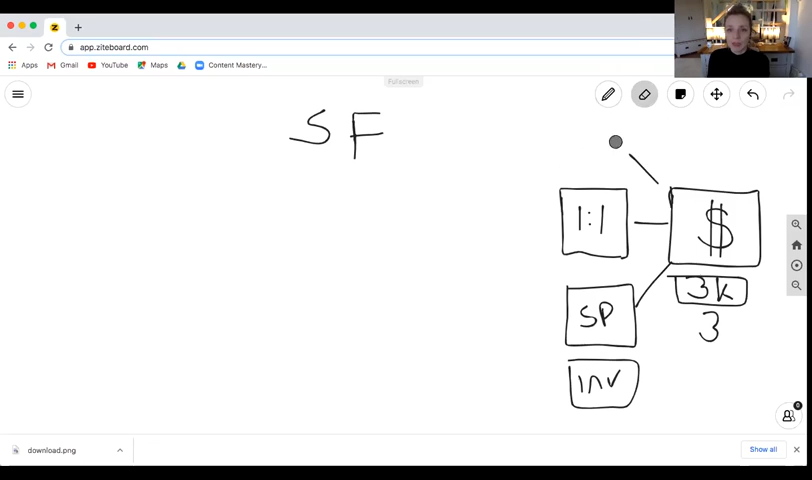 app.ziteboard.com
Apps Gmail YouTube Maps Content Mastery...
Fullscreen
SF
1:1
$
3k
3
SP
inv
0
download.png
Show all